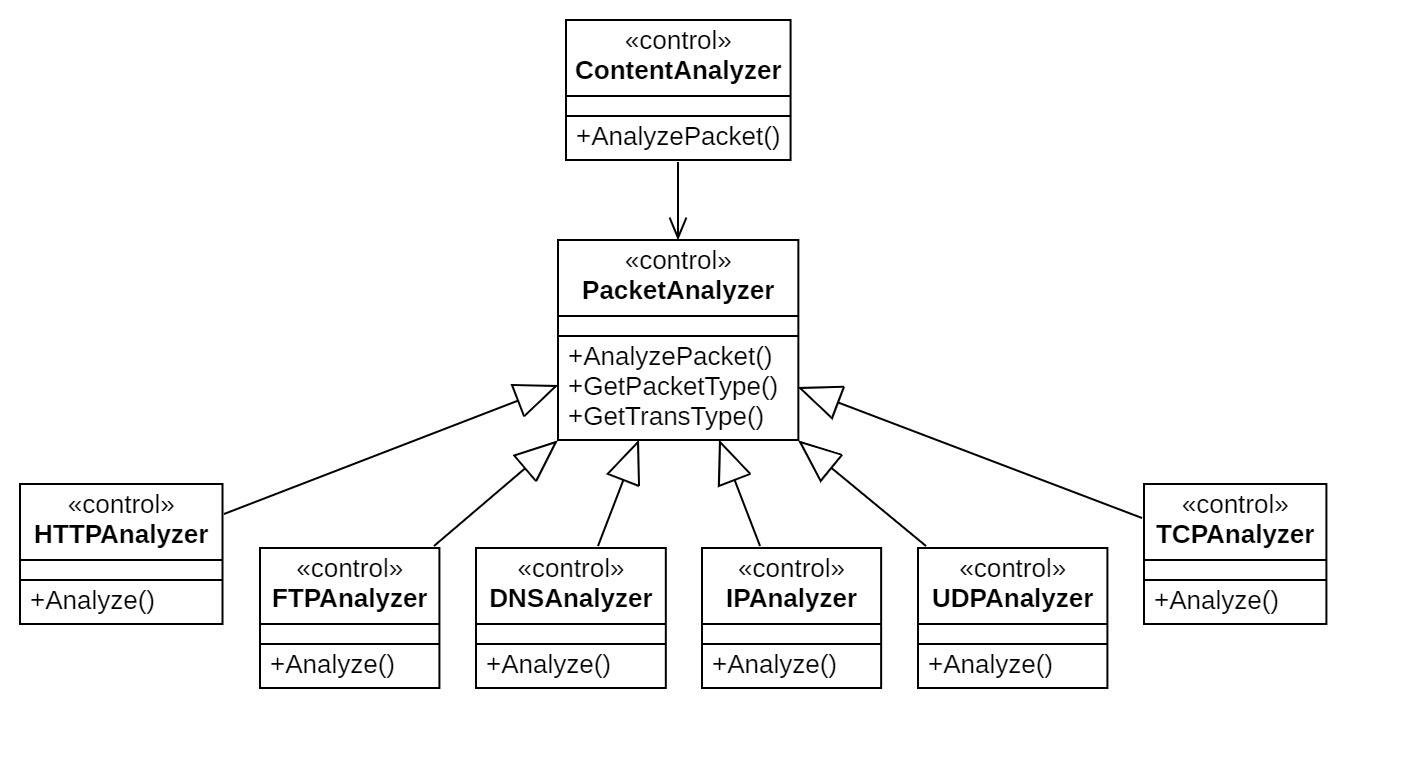 «control»
ContentAnalyzer
+AnalyzePacket()
«control»
PacketAnalyzer
+AnalyzePacket()
+GetPacketType()
+GetTransType()
«control»
HTTPAnalyzer
+Analyze()
«control»
FTPAnalyzer
+Analyze()
«control»
DNSAnalyzer
+Analyze()
«control»
IPAnalyzer
+Analyze()
«control»
UDPAnalyzer
+Analyze()
«control»
TCPAnalyzer
+Analyze()